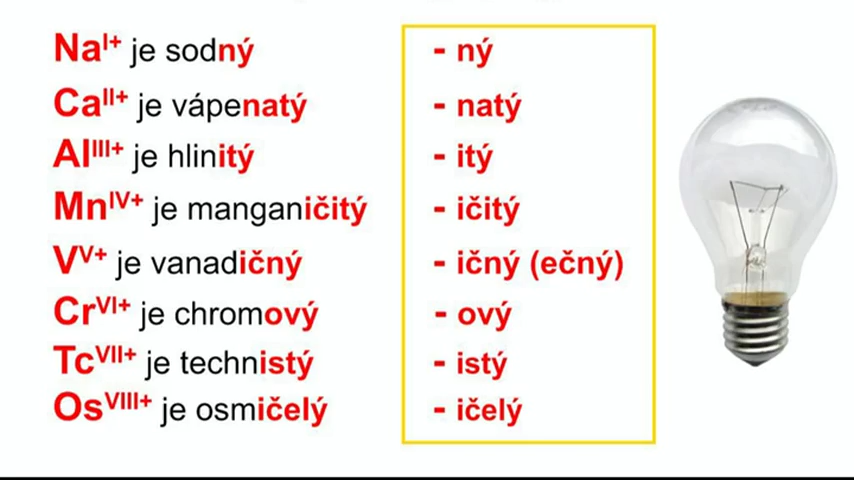 Na^I+ je sodný - ný
Ca^II+ je vápenatý - natý
Al^III+ je hlinitý - itý
Mn^IV+ je manganičitý - ičitý
V^V+ je vanadičný - ičný (ečný)
Cr^VI+ je chromový - ový
Tc^VII+ je technistý - istý
Os^VIII+ je osmičelý - ičelý